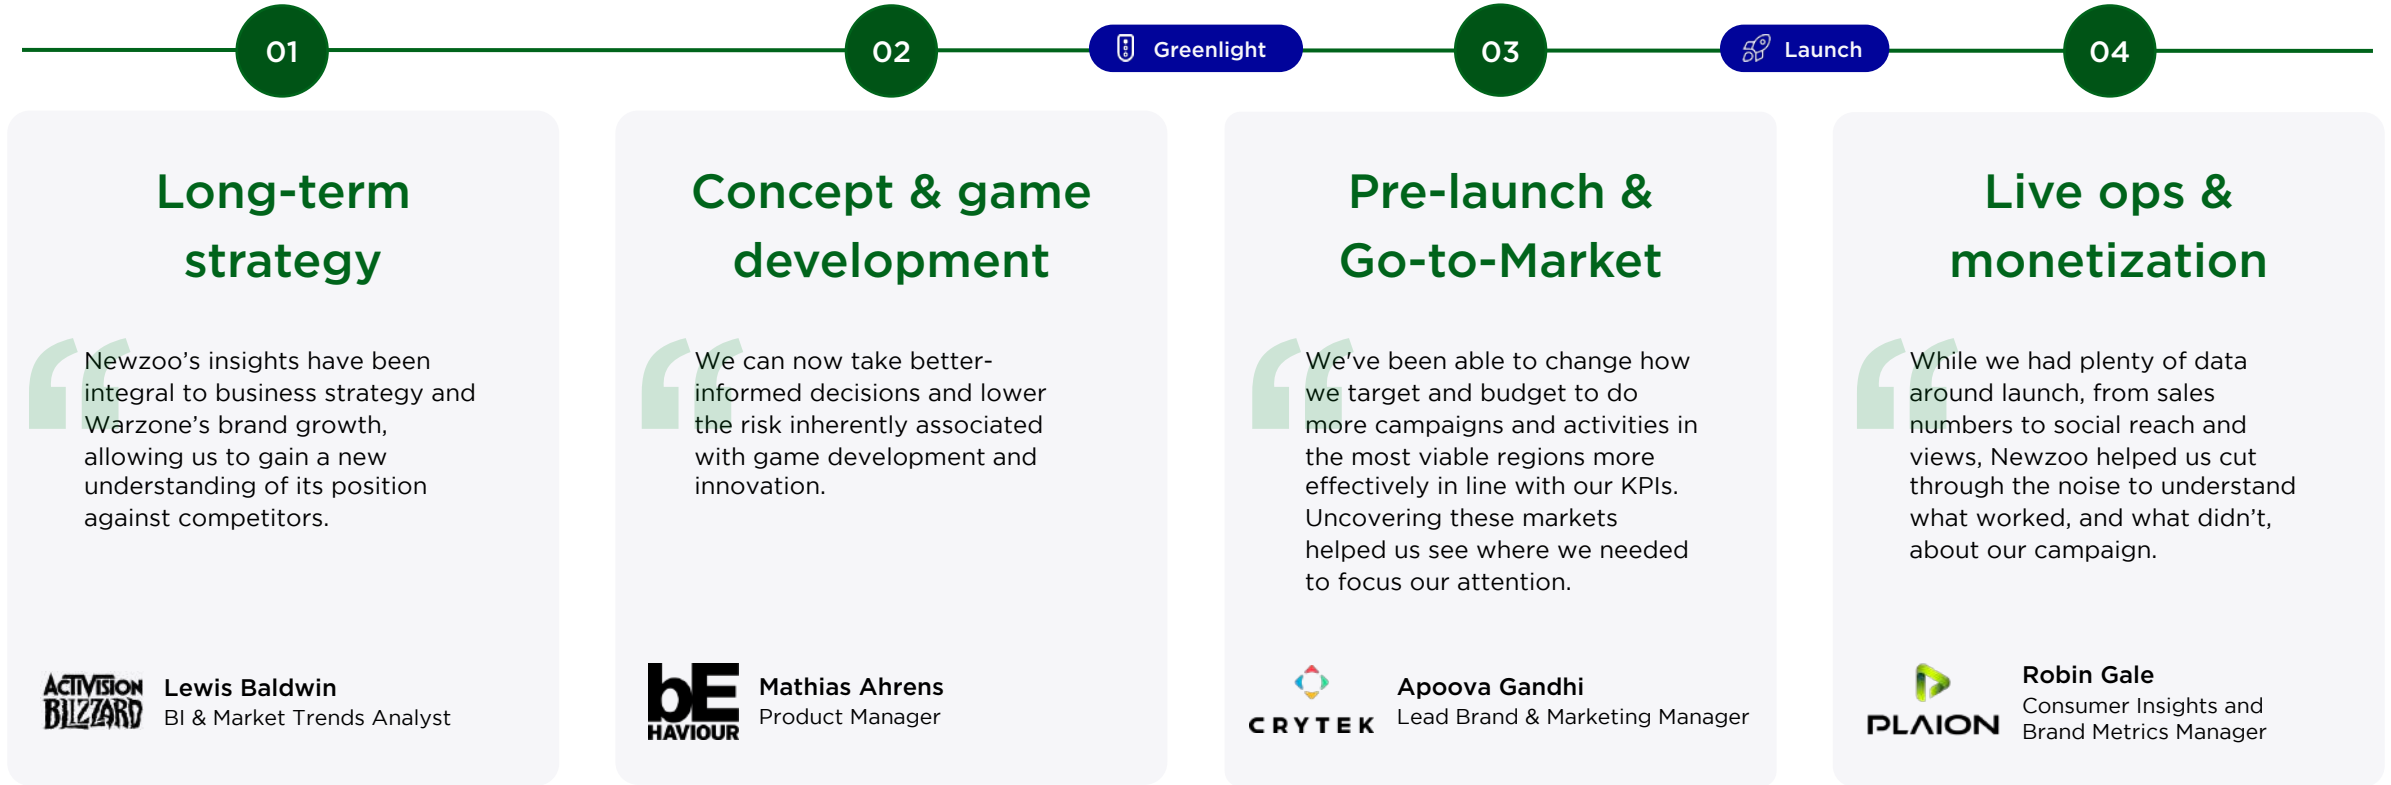 01
02
Greenlight
03
Launch
04
Long-term
strategy
Newzoo’s insights have been
integral to business strategy and
Warzone’s brand growth,
allowing us to gain a new
understanding of its position
against competitors.
ACTIVISION
BLIZZARD
Lewis Baldwin
BI & Market Trends Analyst
Concept & game
development
We can now take better-
informed decisions and lower
the risk inherently associated
with game development and
innovation.
bE
HAVIOUR
Mathias Ahrens
Product Manager
Pre-launch &
Go-to-Market
We've been able to change how
we target and budget to do
more campaigns and activities in
the most viable regions more
effectively in line with our KPIs.
Uncovering these markets
helped us see where we needed
to focus our attention.
CRYTEK
Apoova Gandhi
Lead Brand & Marketing Manager
Live ops &
monetization
While we had plenty of data
around launch, from sales
numbers to social reach and
views, Newzoo helped us cut
through the noise to understand
what worked, and what didn’t,
about our campaign.
PLAION
Robin Gale
Consumer Insights and
Brand Metrics Manager